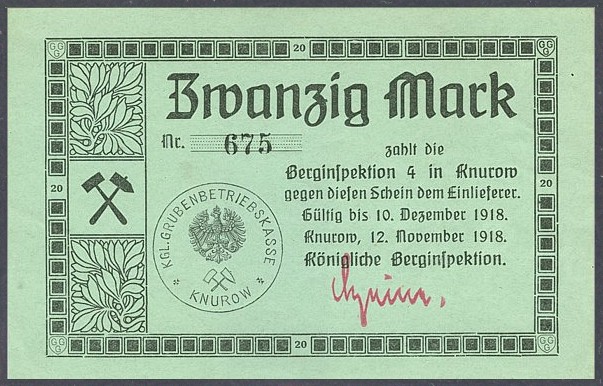 20
Zwanzig Mark
Nr. 675
zahlt die
Berginſpektion 4 in Knurow
gegen dieſen Schein dem Einlieferer.
Gültig bis 10. Dezember 1918.
Knurow, 12. November 1918.
Königliche Berginſpektion.
KGL. GRUBENBETRIEBSKASSE
KNUROW
20
20
20